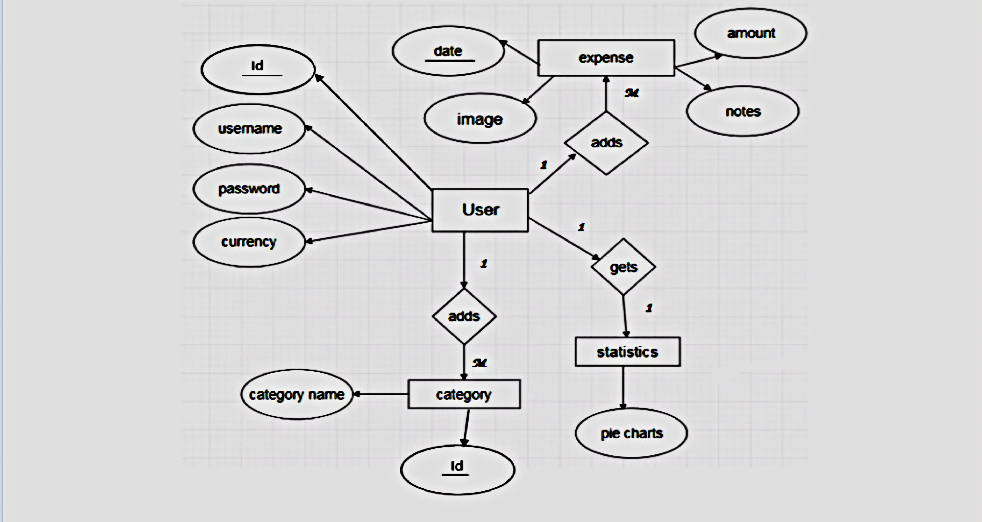 amount
date
expense
Id
M
notes
image
username
adds
1
password
User
1
currency
gets
1
1
adds
statistics
M
category name
category
pie charts
Id